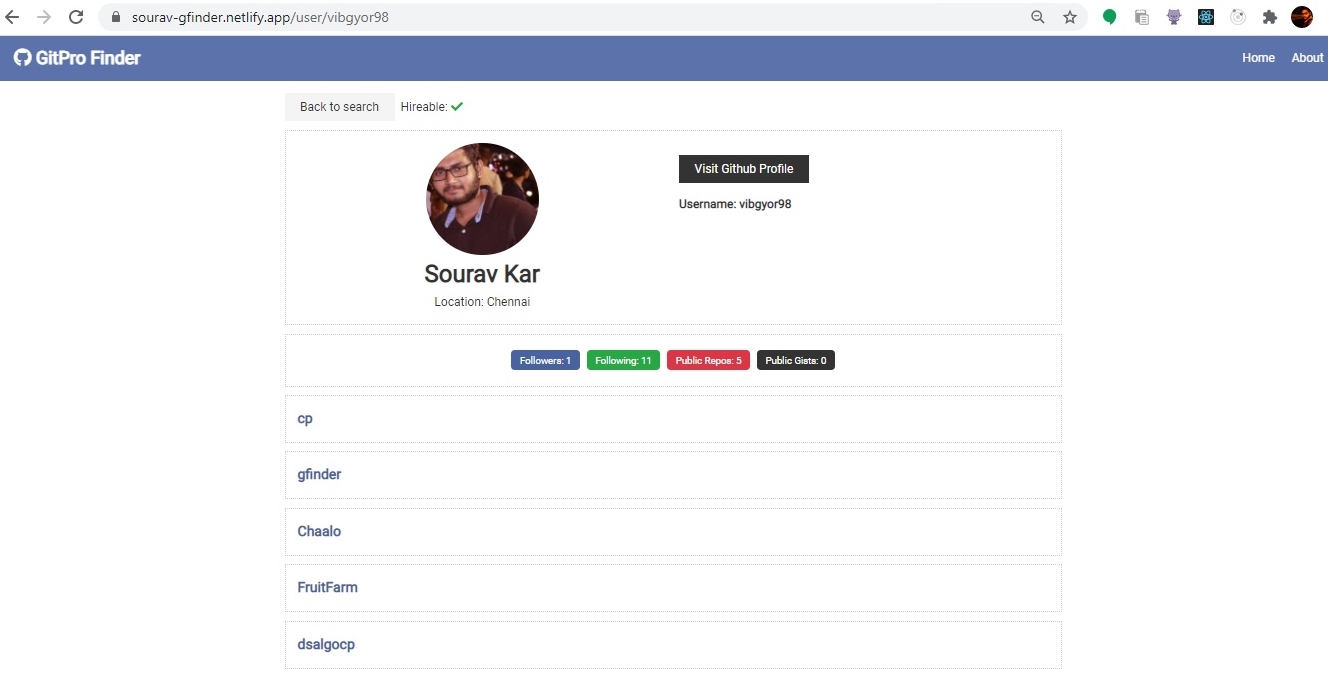 sourav-gfinder.netlify.app/user/vibgyor98
GitPro Finder
Home
About
Back to search
Hireable:
Visit Github Profile
Username: vibgyor98
Sourav Kar
Location: Chennai
Followers: 1
Following: 11
Public Repos: 5
Public Gists: 0
cp
gfinder
Chaalo
FruitFarm
dsalgocp